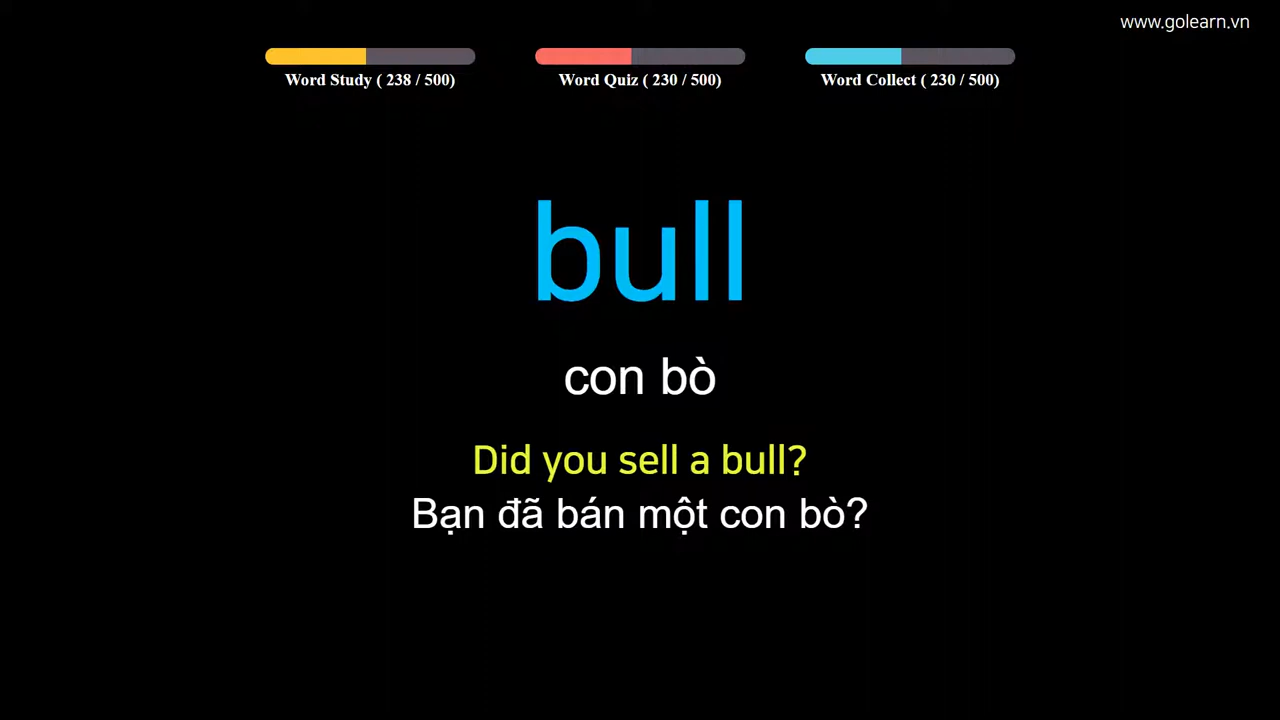 www.golearn.vn
Word Study ( 238 / 500)
Word Quiz ( 230 / 500)
Word Collect ( 230 / 500)
bull
con bò
Did you sell a bull?
Bạn đã bán một con bò?